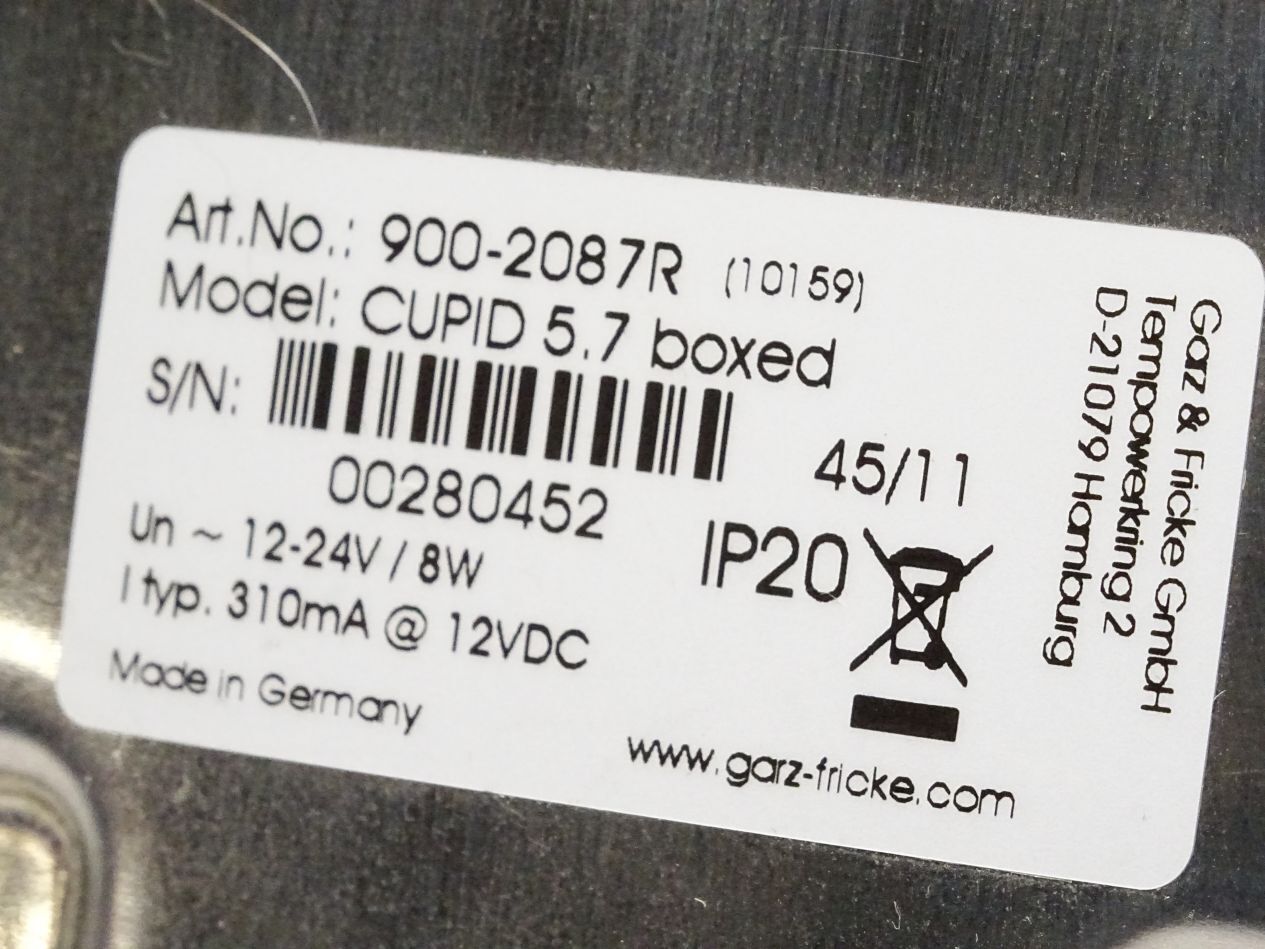 Art.No.: 900-2087R (10159)
Model: CUPID 5.7 boxed
S/N:
00280452
45/11
Un ~ 12-24V / 8W
IP20
I typ. 310mA @ 12VDC
Made in Germany
www.garz-fricke.com
Garz & Fricke GmbH
Tempowerkring 2
D-21079 Hamburg